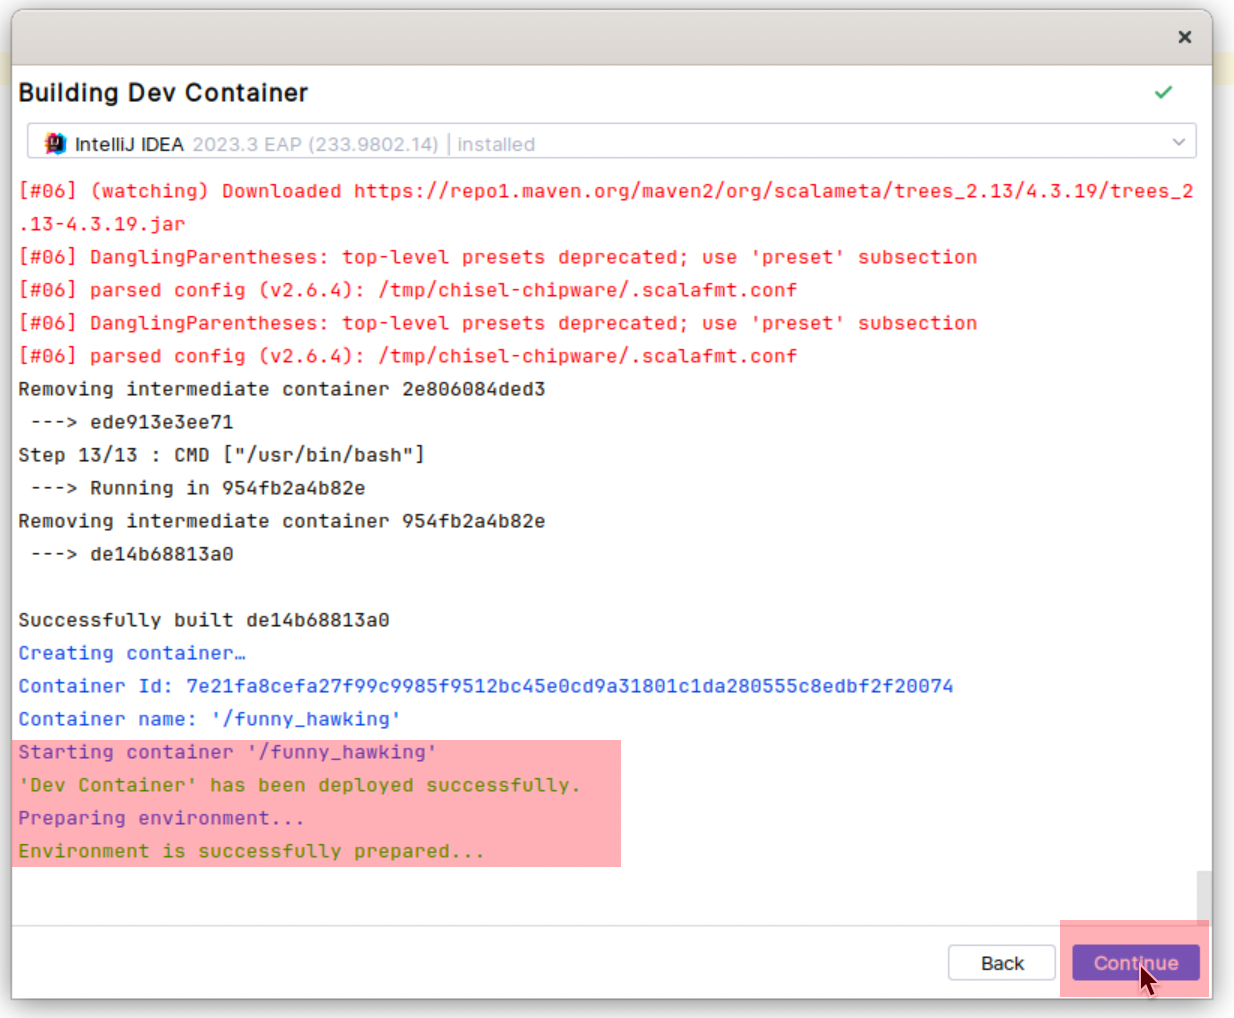 Building Dev Container
IntelliJ IDEA 2023.3 EAP (233.9802.14) | installed
[#06] (watching) Downloaded https://repo1.maven.org/maven2/org/scalameta/trees_2.13/4.3.19/trees_2
.13-4.3.19.jar
[#06] DanglingParentheses: top-level presets deprecated; use 'preset' subsection
[#06] parsed config (v2.6.4): /tmp/chisel-chipware/.scalafmt.conf
[#06] DanglingParentheses: top-level presets deprecated; use 'preset' subsection
[#06] parsed config (v2.6.4): /tmp/chisel-chipware/.scalafmt.conf
Removing intermediate container 2e806084ded3
---> ede913e3ee71
Step 13/13 : CMD ["/usr/bin/bash"]
---> Running in 954fb2a4b82e
Removing intermediate container 954fb2a4b82e
---> de14b68813a0
Successfully built de14b68813a0
Creating container…
Container Id: 7e21fa8cefa27f99c9985f9512bc45e0cd9a31801c1da280555c8edbf2f20074
Container name: '/funny_hawking'
Starting container '/funny_hawking'
'Dev Container' has been deployed successfully.
Preparing environment...
Environment is successfully prepared...
Back
Continue